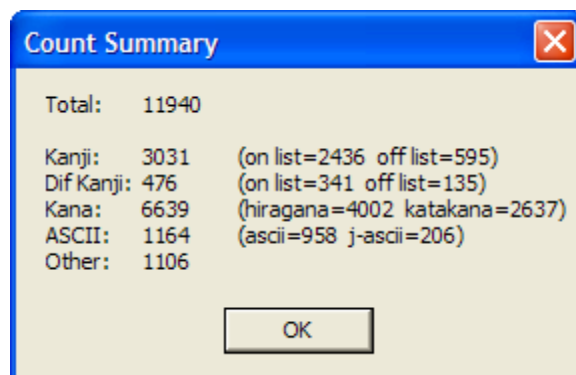 Count Summary
Total: 11940
Kanji: 3031 (on list=2436 off list=595)
Dif Kanji: 476 (on list=341 off list=135)
Kana: 6639 (hiragana=4002 katakana=2637)
ASCII: 1164 (ascii=958 j-ascii=206)
Other: 1106
OK